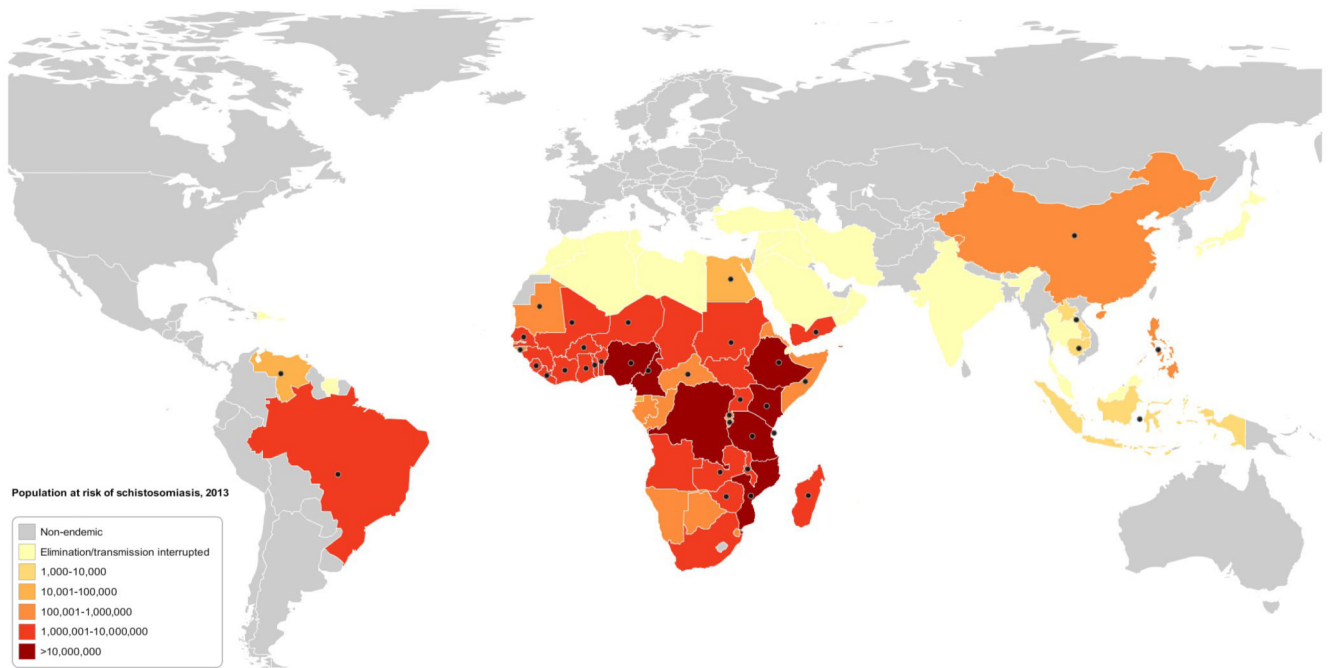 Population at risk of schistosomiasis, 2013
Non-endemic
Elimination/transmission interrupted
1,000-10,000
10,001-100,000
100,001-1,000,000
1,000,001-10,000,000
>10,000,000